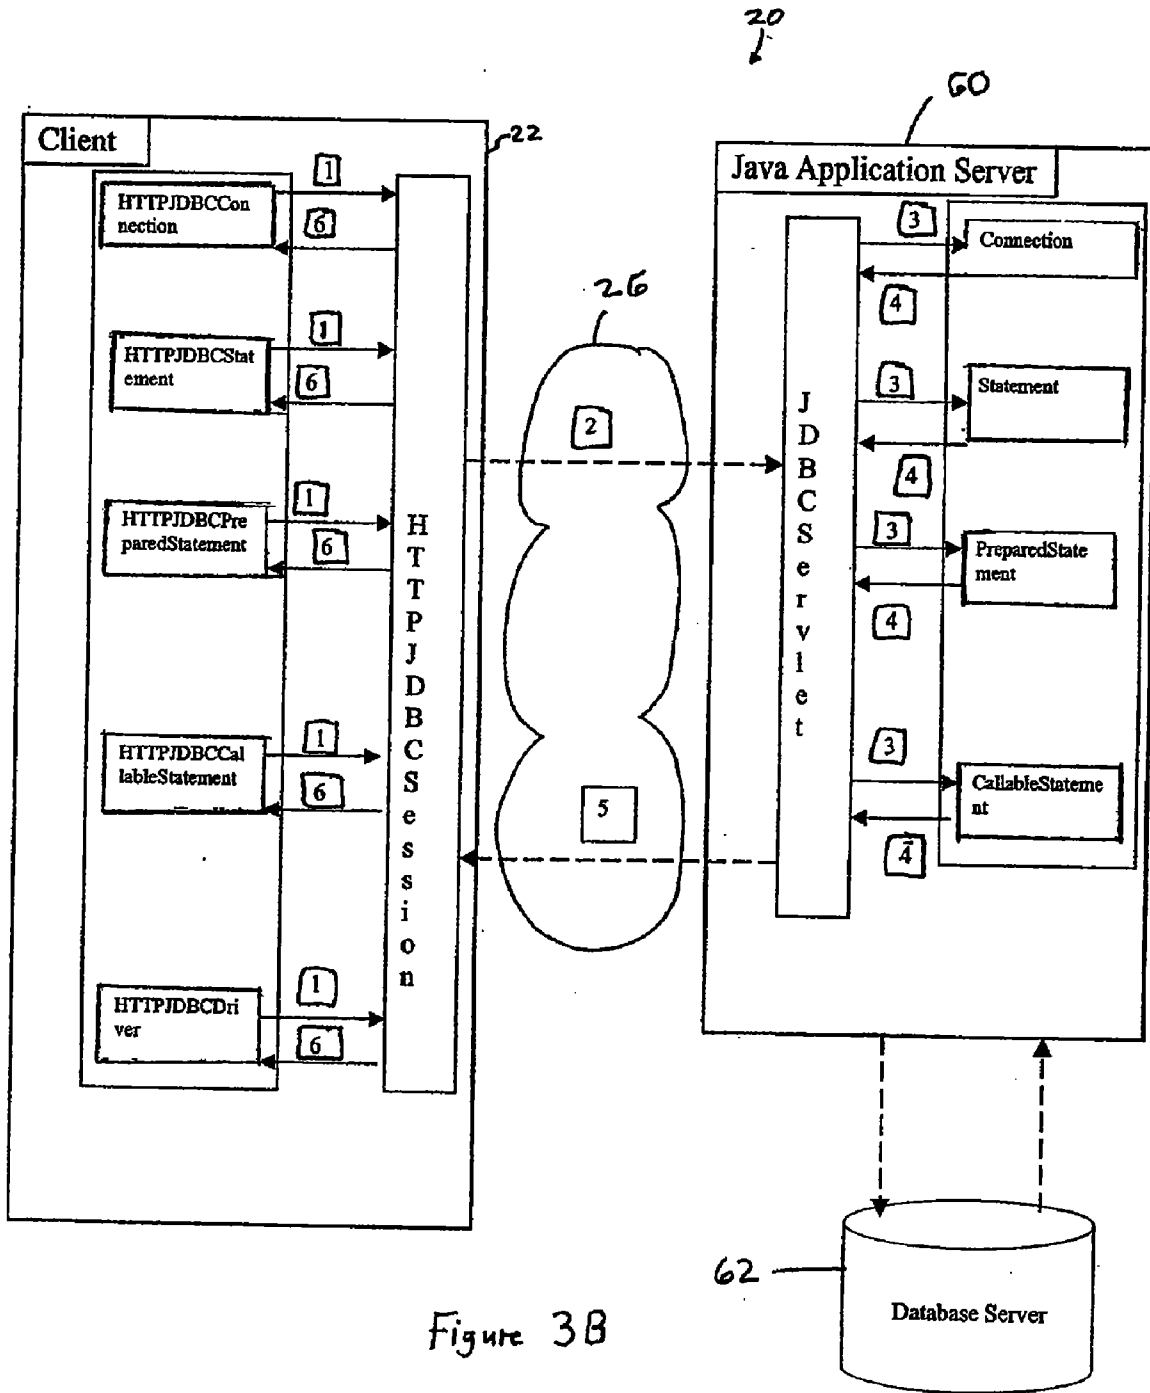 20
60
Client
22
Java Application Server
HTTPJDBCCon
nection
1
6
3
Connection
4
26
HTTPJDBCStat
ement
1
6
3
Statement
4
2
HTTPJDBCPre
paredStatement
1
6
3
PreparedState
ment
4
HTTPJDBCSession
JDBCServlet
HTTPJDBCCal
lableStatement
1
6
3
CallableStateme
nt
4
5
HTTPJDBCDri
ver
1
6
62
Database Server
Figure 3B